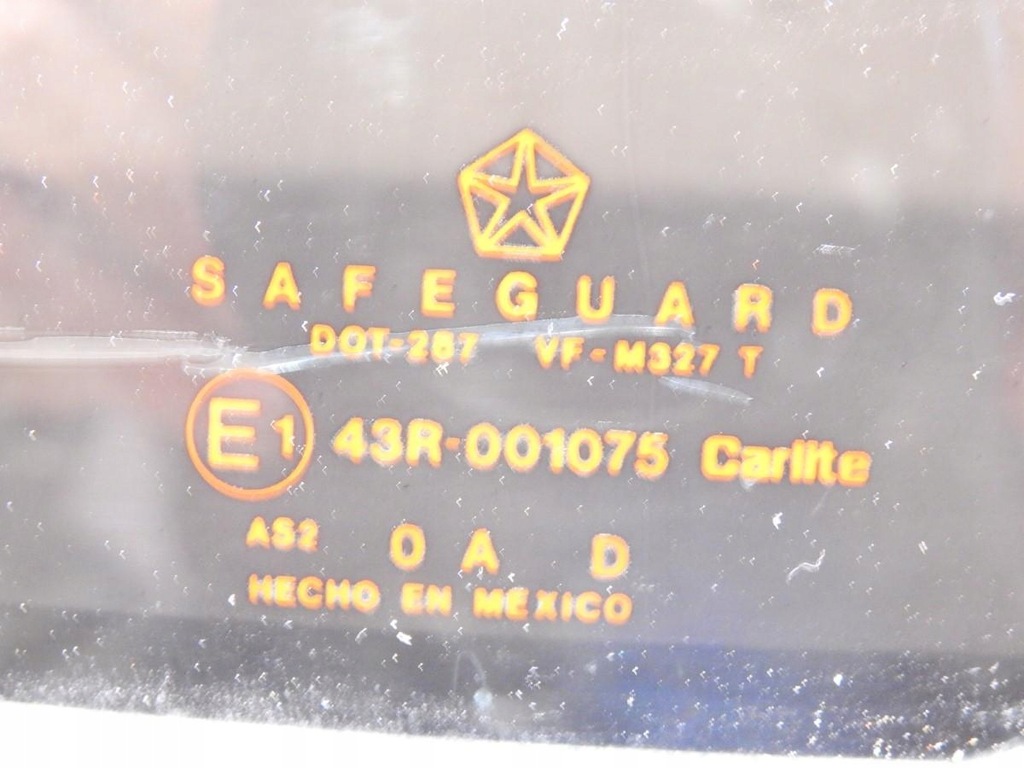 SAFEGUARD
DOT-287 VF-M327 T
E1 43R-001075 Carlite
AS2 0 A D
HECHO EN MEXICO